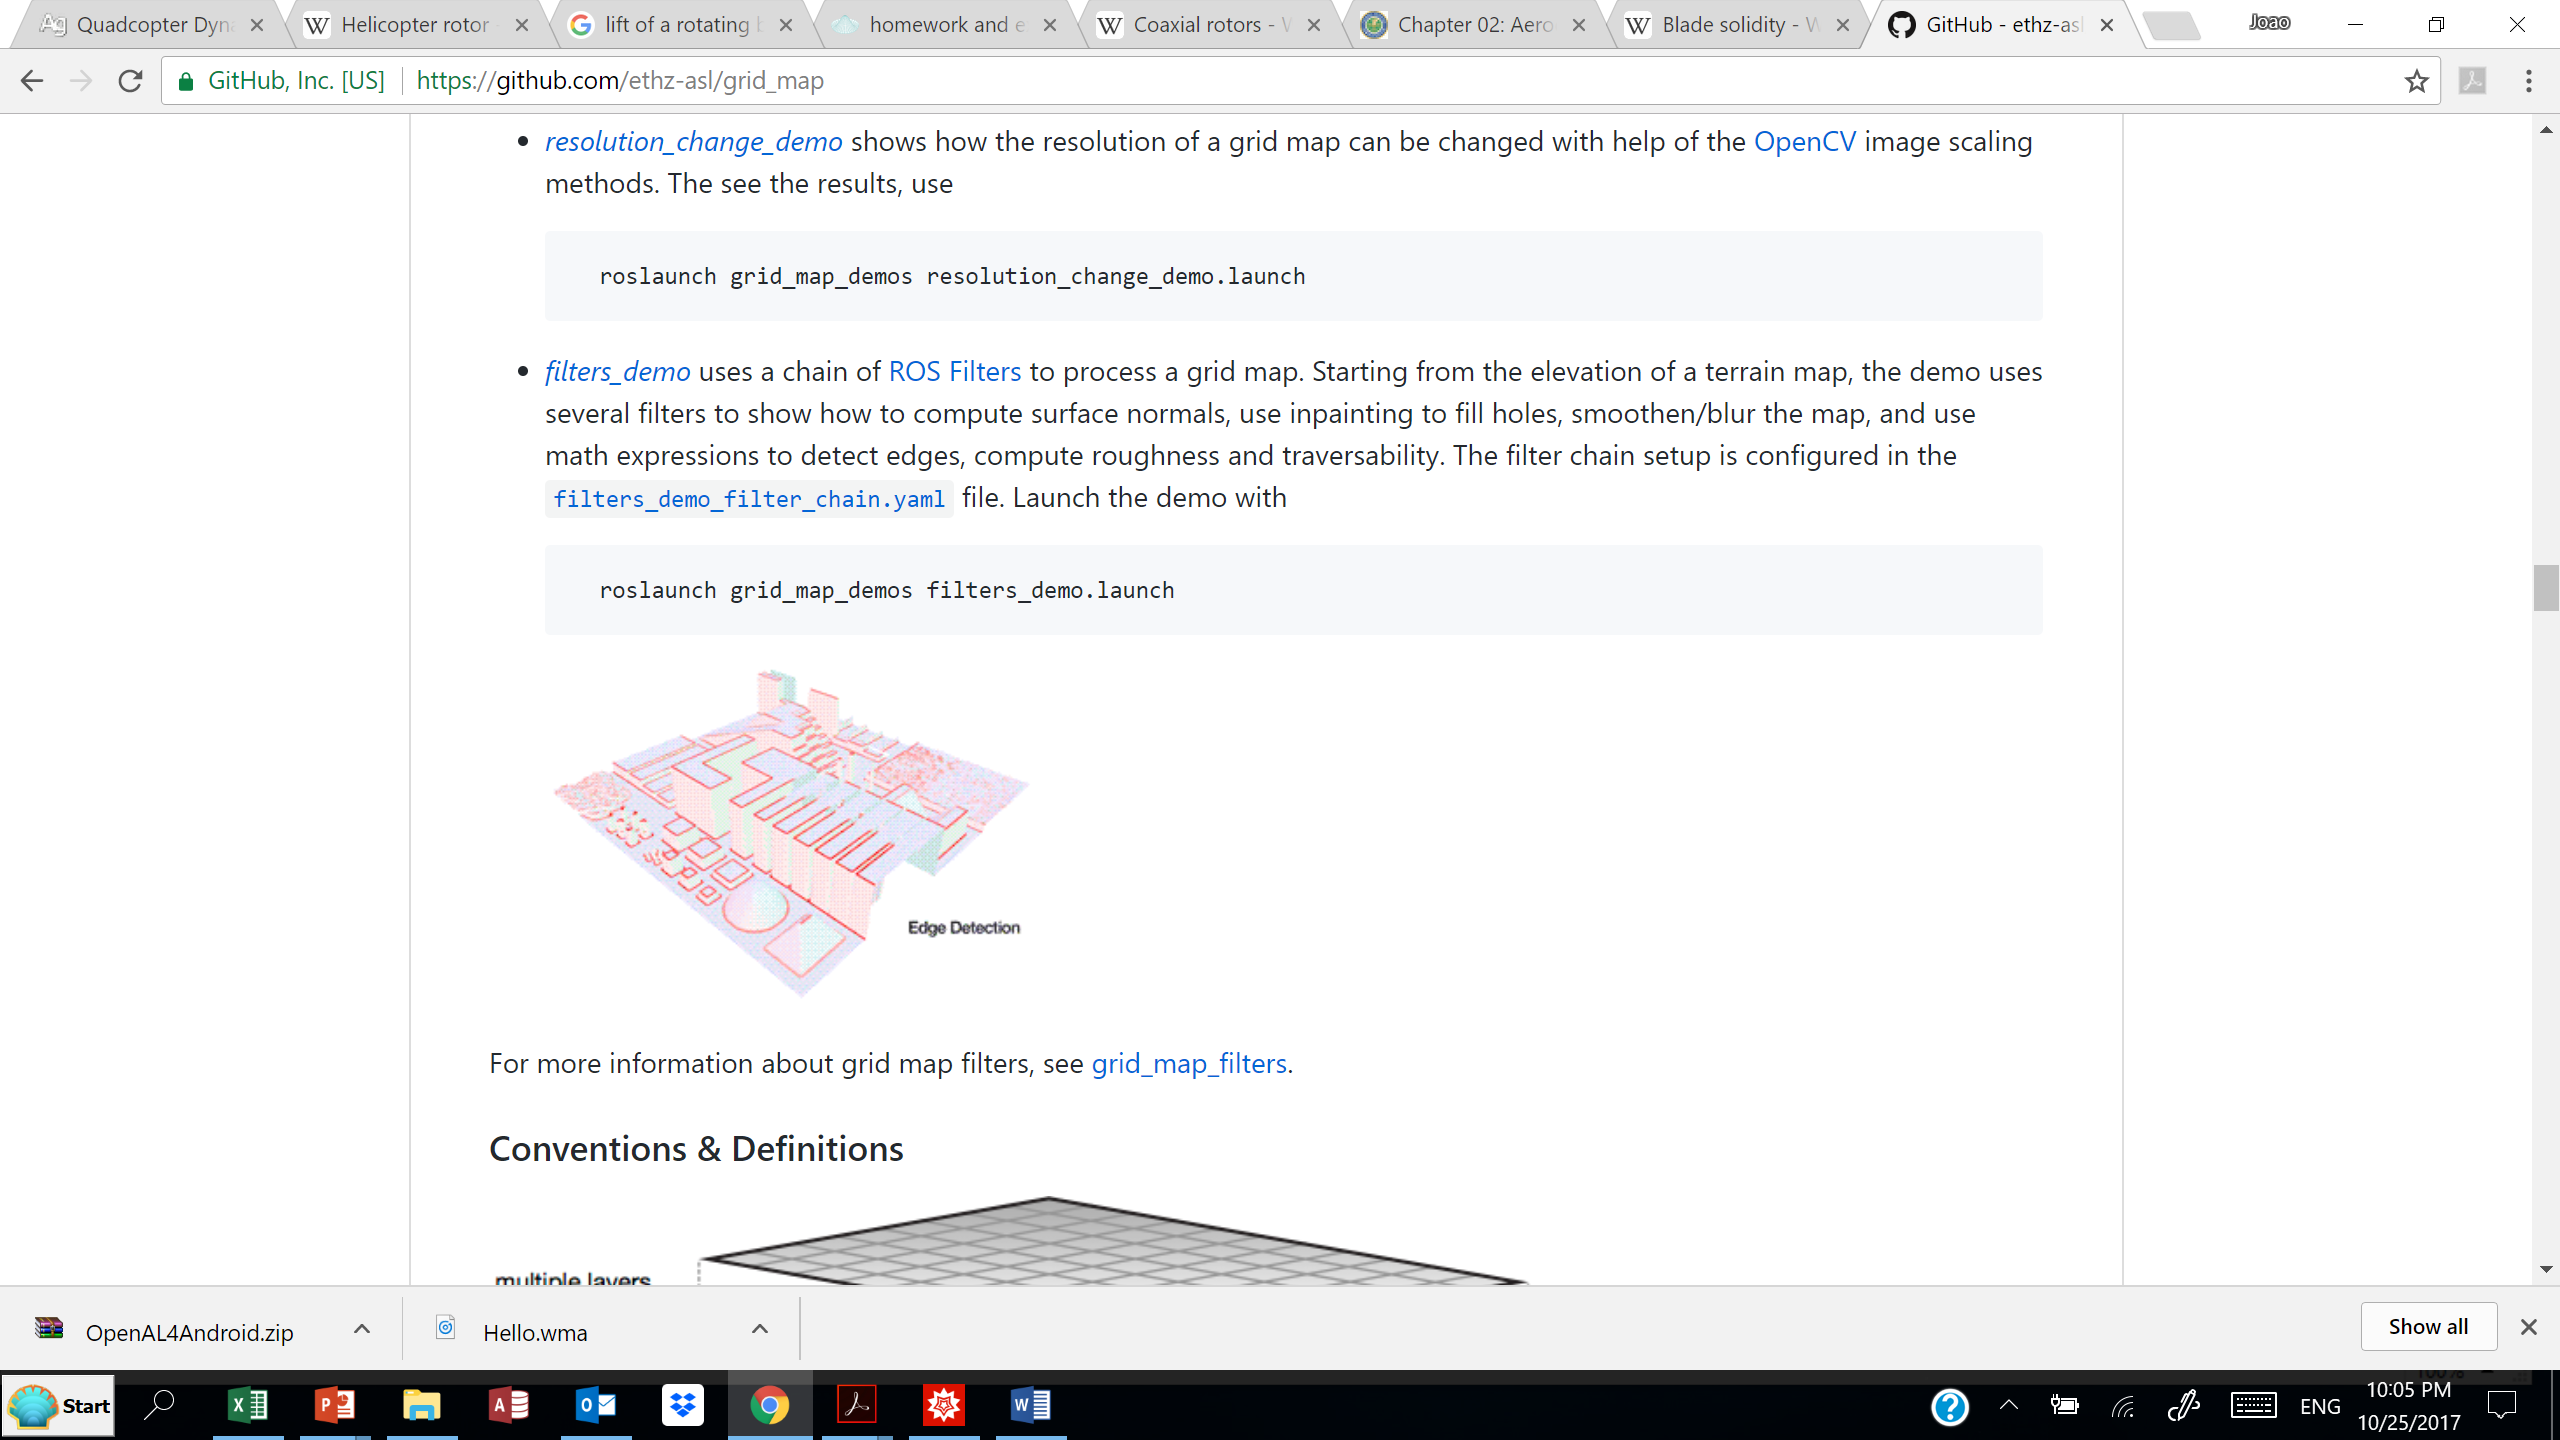 Quadcopter Dyn
Helicopter rotor
lift of a rotating
homework and e
Coaxial rotors -
Chapter 02: Aero
Blade solidity -
GitHub - ethz-as
Joao
GitHub, Inc. [US]
https://github.com/ethz-asl/grid_map
resolution_change_demo shows how the resolution of a grid map can be changed with help of the OpenCV image scaling
methods. The see the results, use
roslaunch grid_map_demos resolution_change_demo.launch
filters_demo uses a chain of ROS Filters to process a grid map. Starting from the elevation of a terrain map, the demo uses
several filters to show how to compute surface normals, use inpainting to fill holes, smoothen/blur the map, and use
math expressions to detect edges, compute roughness and traversability. The filter chain setup is configured in the
filters_demo_filter_chain.yaml file. Launch the demo with
roslaunch grid_map_demos filters_demo.launch
Edge Detection
For more information about grid map filters, see grid_map_filters.
Conventions & Definitions
multiple layers
OpenAL4Android.zip
Hello.wma
Show all
Start
ENG
10:05 PM
10/25/2017